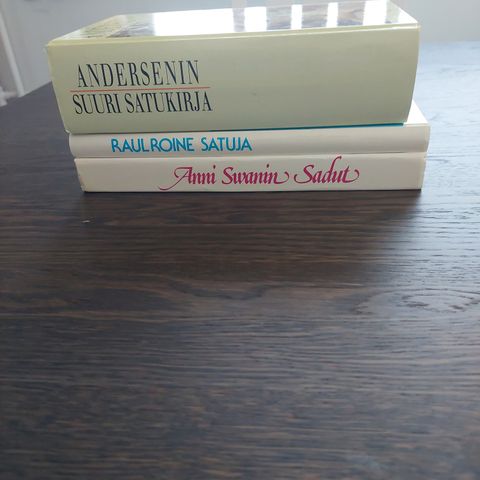 ANDERSENIN
SUURI SATUKIRJA
RAUL ROINE SATUJA
Anni Swanin Sadut